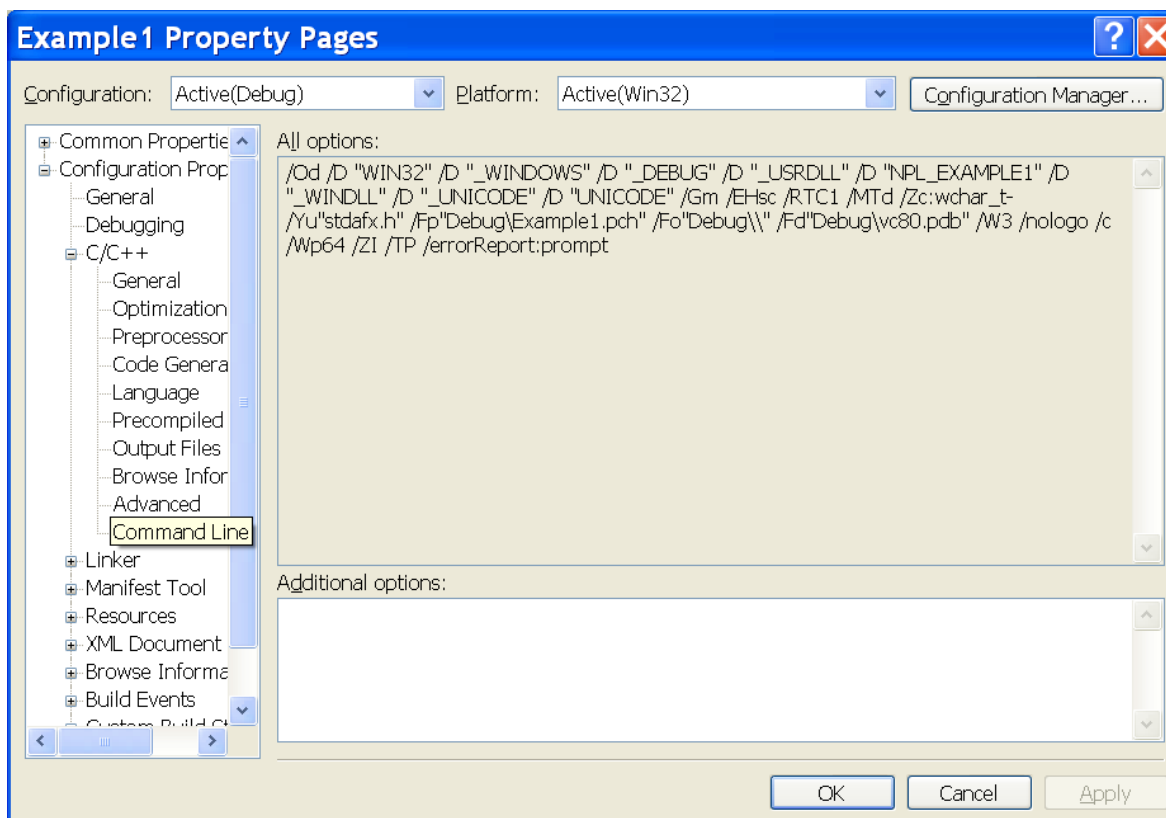 Example1 Property Pages
Configuration: Active(Debug) Platform: Active(Win32) Configuration Manager...
Common Propertie
Configuration Prop
General
Debugging
C/C++
General
Optimization
Preprocessor
Code Genera
Language
Precompiled
Output Files
Browse Infor
Advanced
Command Line
Linker
Manifest Tool
Resources
XML Document
Browse Informa
Build Events
Custom Build St
All options:
/Od /D "WIN32" /D "_WINDOWS" /D "_DEBUG" /D "_USRDLL" /D "NPL_EXAMPLE1" /D
"_WINDLL" /D "_UNICODE" /D "UNICODE" /Gm /EHsc /RTC1 /MTd /Zc:wchar_t-
/Yu"stdafx.h" /Fp"Debug\Example1.pch" /Fo"Debug\\" /Fd"Debug\vc80.pdb" /W3 /nologo /c
/Wp64 /ZI /TP /errorReport:prompt
Additional options:
OK Cancel Apply